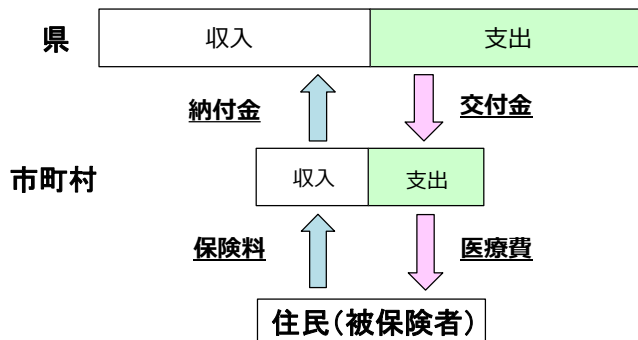 県
収入
支出
納付金
交付金
市町村
収入
支出
保険料
医療費
住民(被保険者)